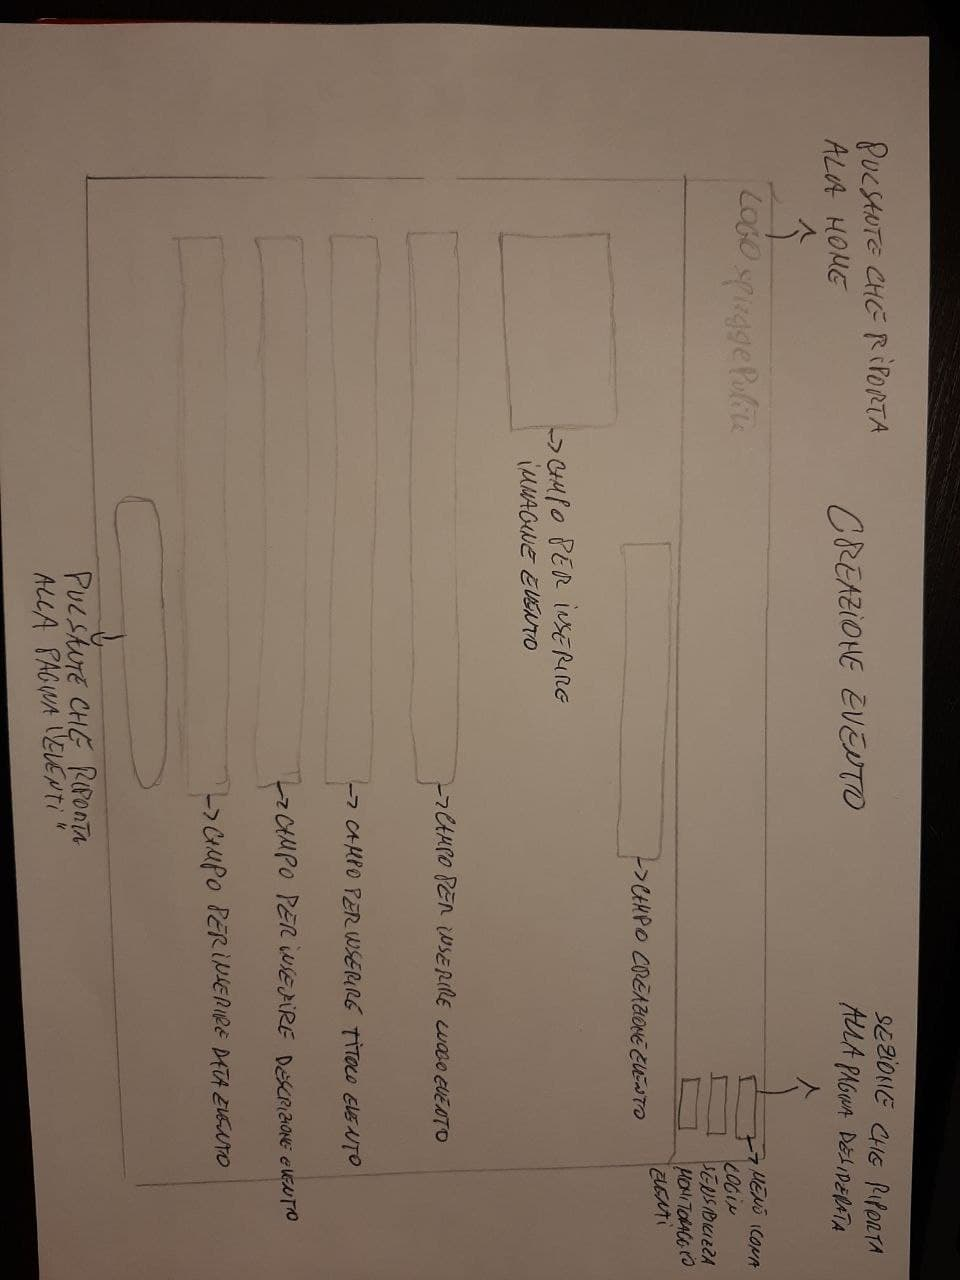 PULSANTE CHE RIPORTA
ALLA HOME
CREAZIONE EVENTO
SEZIONE CHE RIPORTA
ALLA PAGINA DESIDERATA
LOGO spiaggePulite
MENÙ ICONA
LOGIN
SENSIBILIZZA
MONITORAGGIO
EVENTI
CAMPO CREAZIONE EVENTO
CAMPO PER INSERIRE
IMMAGINE EVENTO
CAMPO PER INSERIRE LUOGO EVENTO
CAMPO PER INSERIRE TITOLO EVENTO
CAMPO PER INSERIRE DESCRIZIONE EVENTO
CAMPO PER INSERIRE DATA EVENTO
PULSANTE CHE RIPORTA
ALLA PAGINA "EVENTI"